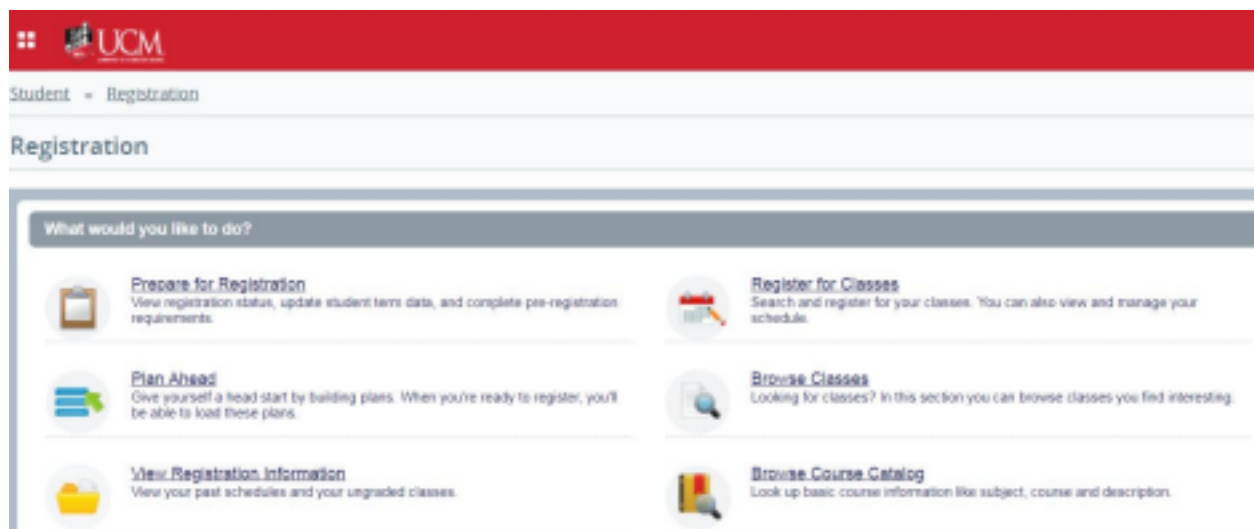 UCM
Student • Registration
Registration
What would you like to do?
Prepare for Registration
View registration status, update student term data, and complete pre-registration
requirements.
Register for Classes
Search and register for your classes. You can also view and manage your
schedule.
Plan Ahead
Give yourself a head start by building plans. When you're ready to register, you'll
be able to load these plans.
Browse Classes
Looking for classes? In this section you can browse classes you find interesting.
View Registration Information
View your past schedules and your ungraded classes.
Browse Course Catalog
Look up basic course information like subject, course and description.